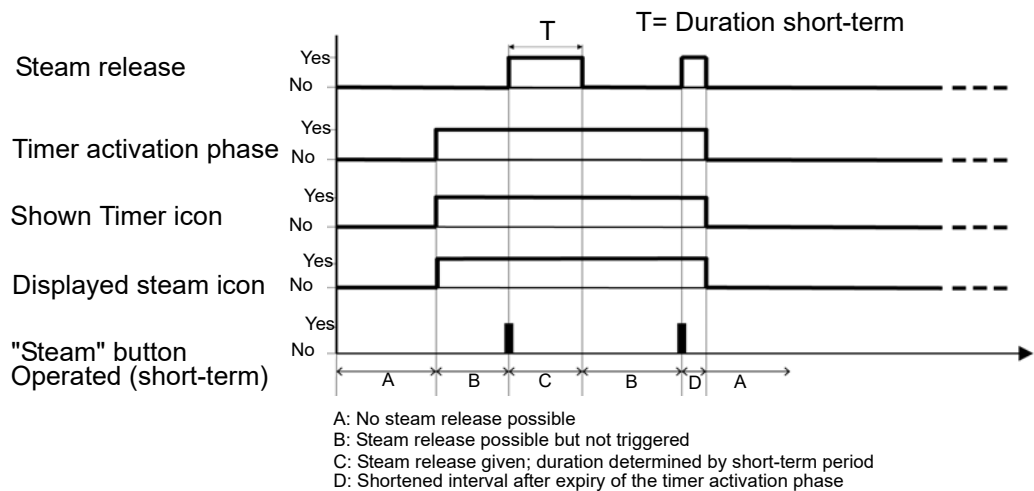 T
T= Duration short-term
Steam release
Yes
No
Timer activation phase
Yes
No
Shown Timer icon
Yes
No
Displayed steam icon
Yes
No
"Steam" button
Operated (short-term)
Yes
No
A B C B D A
A: No steam release possible
B: Steam release possible but not triggered
C: Steam release given; duration determined by short-term period
D: Shortened interval after expiry of the timer activation phase